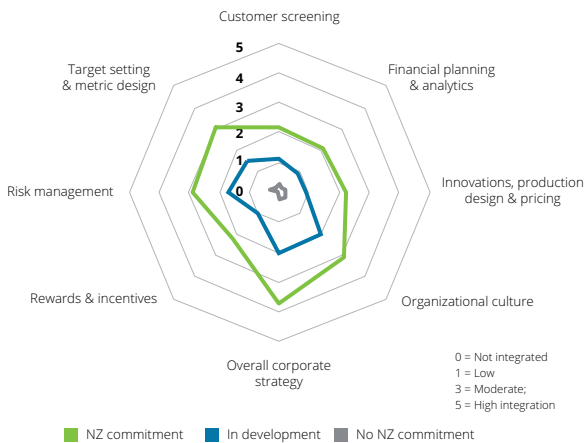 Customer screening
5
4
3
2
1
0
Target setting
& metric design
Financial planning
& analytics
Risk management
Innovations, production
design & pricing
Rewards & incentives
Organizational culture
Overall corporate
strategy
0 = Not integrated
1 = Low
3 = Moderate;
5 = High integration
NZ commitment
In development
No NZ commitment